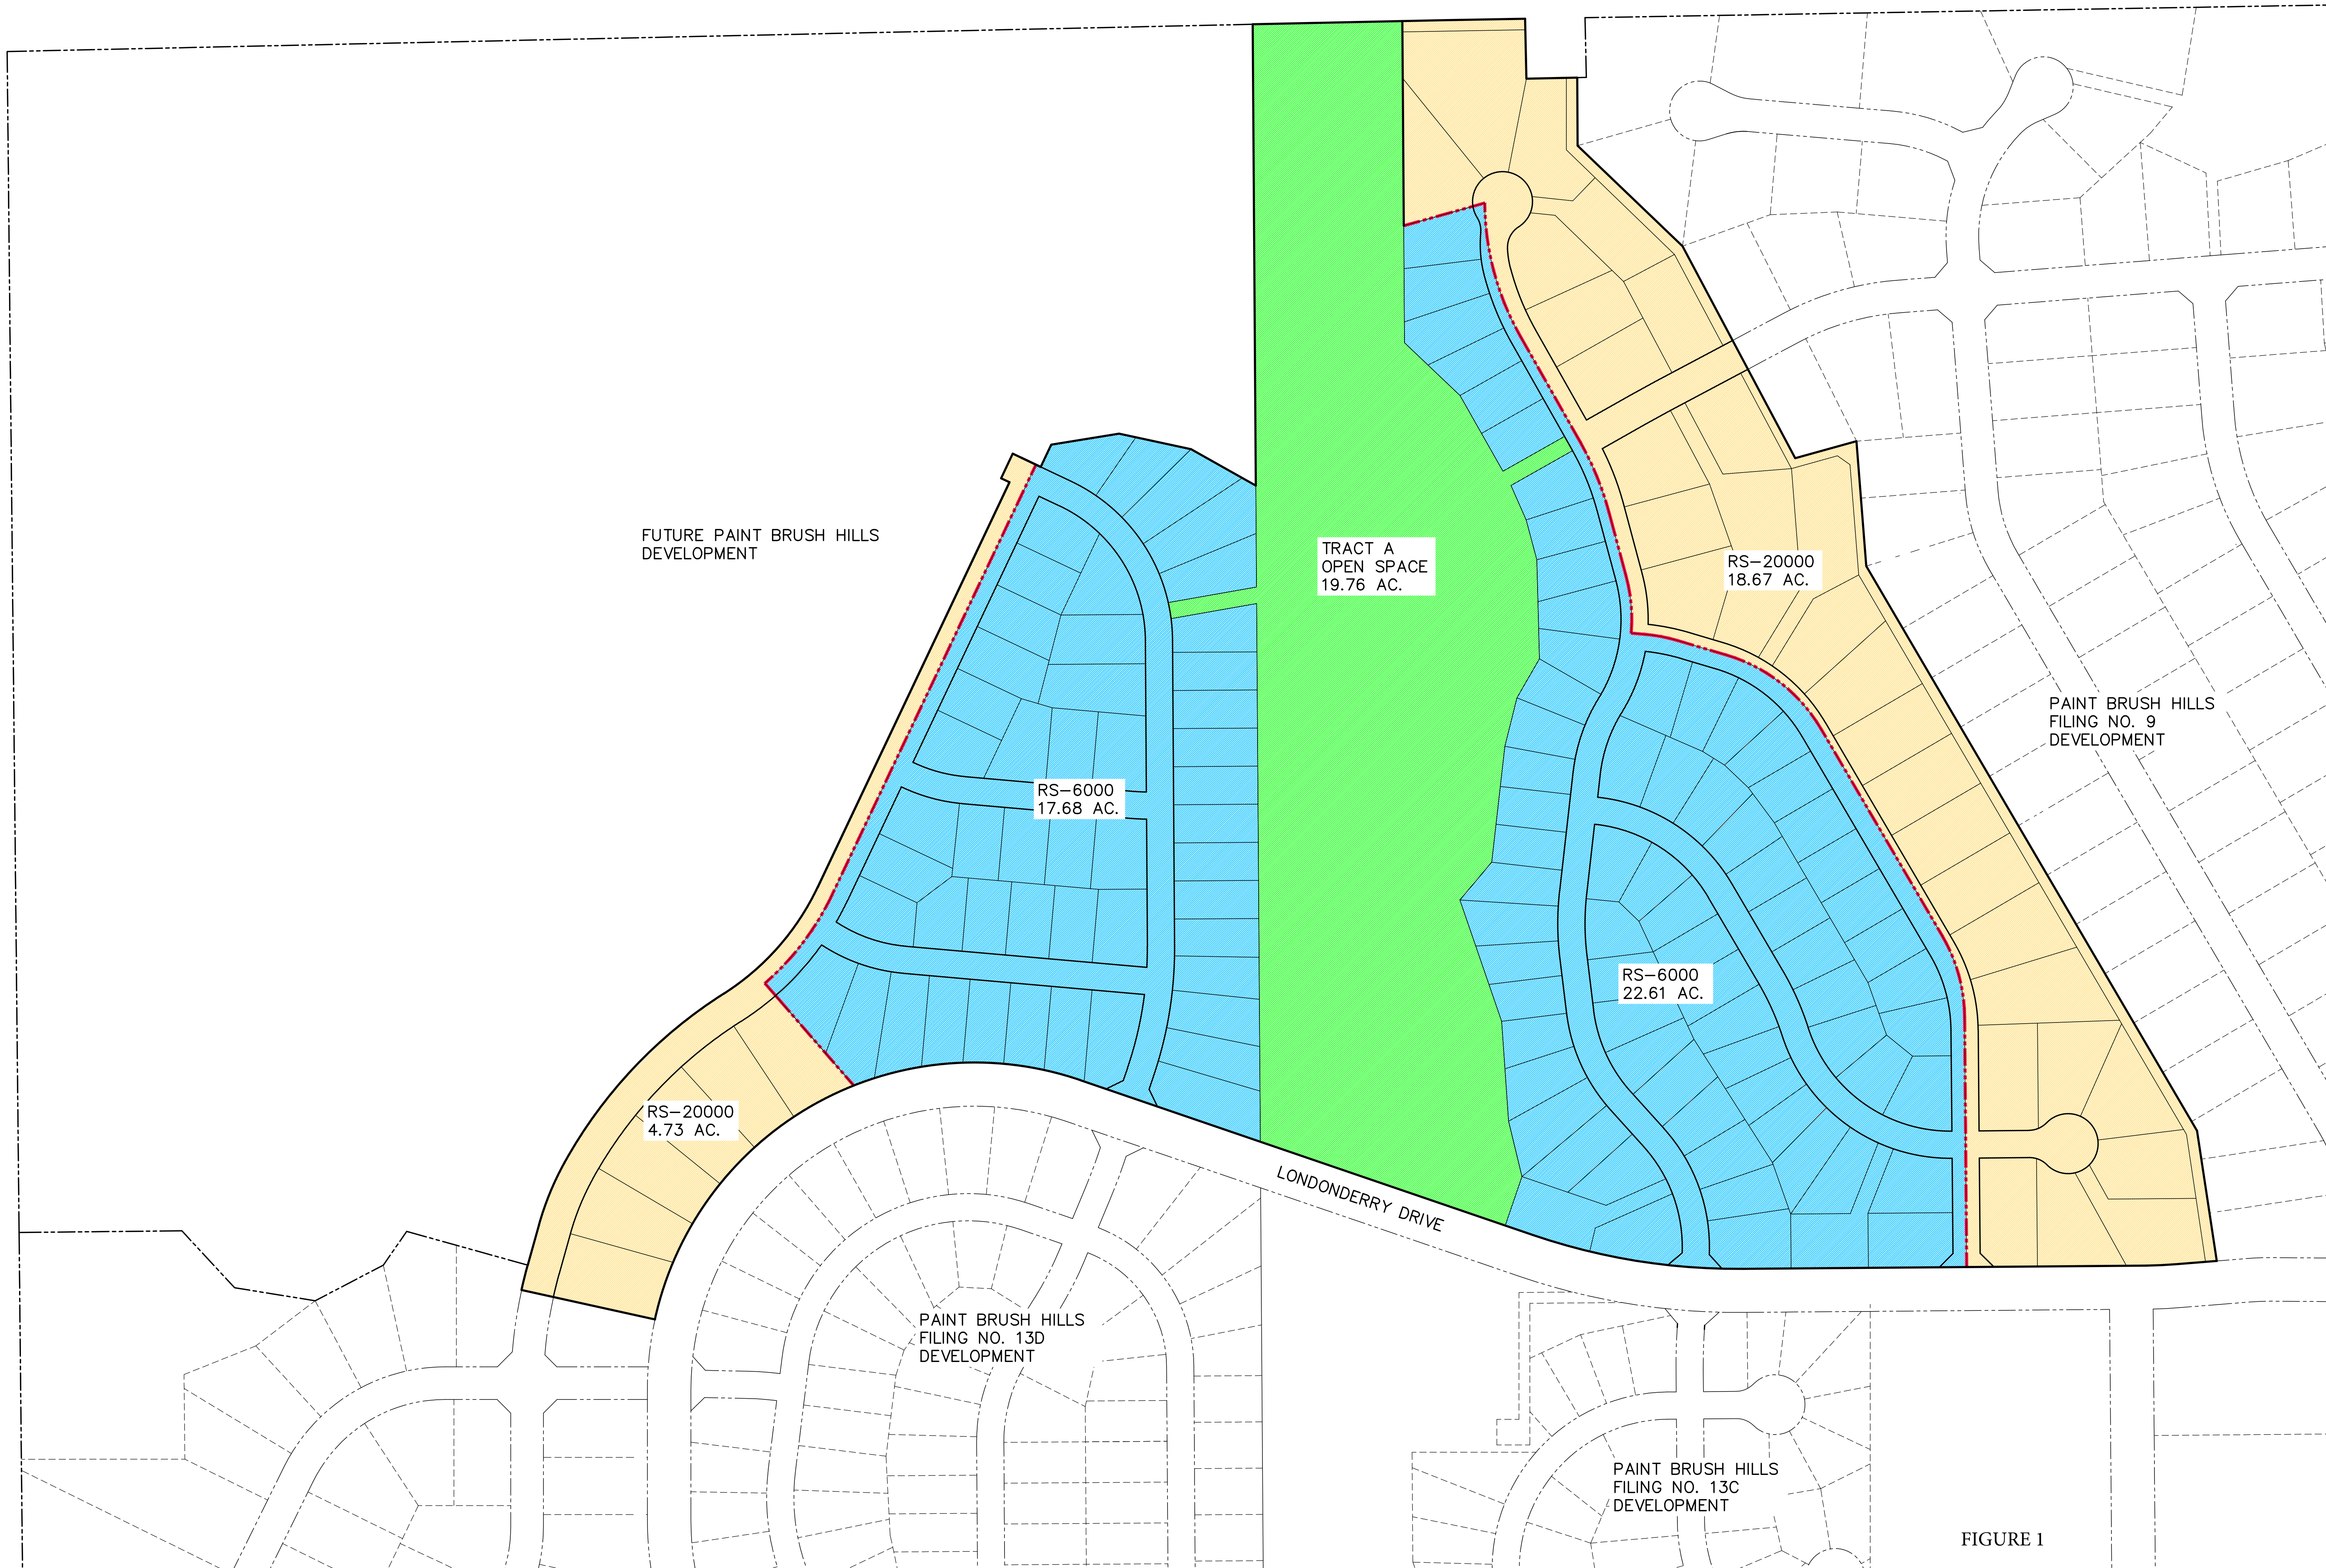 FUTURE PAINT BRUSH HILLS
DEVELOPMENT
TRACT A
OPEN SPACE
19.76 AC.
RS-20000
18.67 AC.
PAINT BRUSH HILLS
FILING NO. 9
DEVELOPMENT
RS-6000
17.68 AC.
RS-6000
22.61 AC.
RS-20000
4.73 AC.
LONDONDERRY DRIVE
PAINT BRUSH HILLS
FILING NO. 13D
DEVELOPMENT
PAINT BRUSH HILLS
FILING NO. 13C
DEVELOPMENT
FIGURE 1